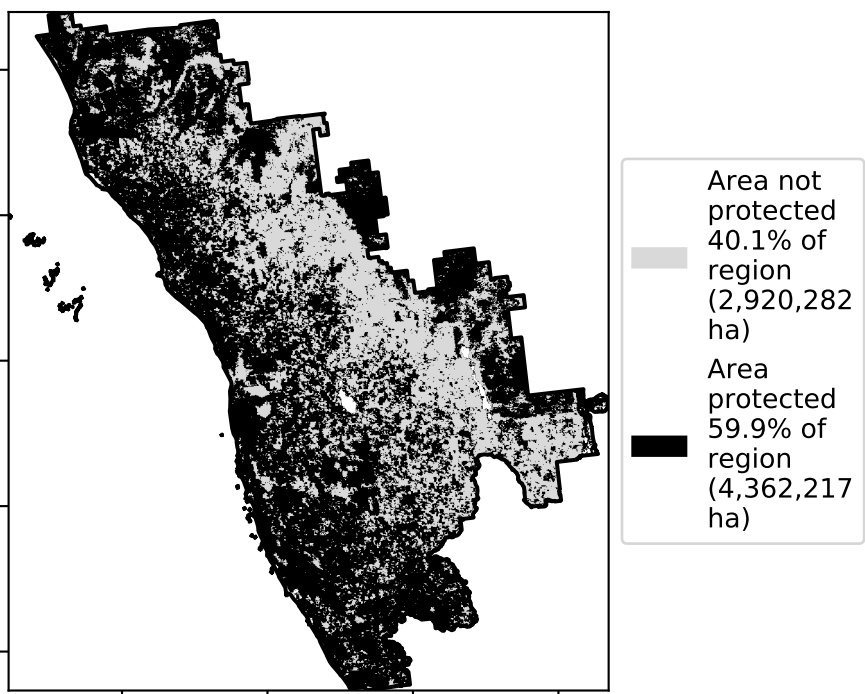 Area not
protected
40.1% of
region
(2,920,282
ha)
Area
protected
59.9% of
region
(4,362,217
ha)